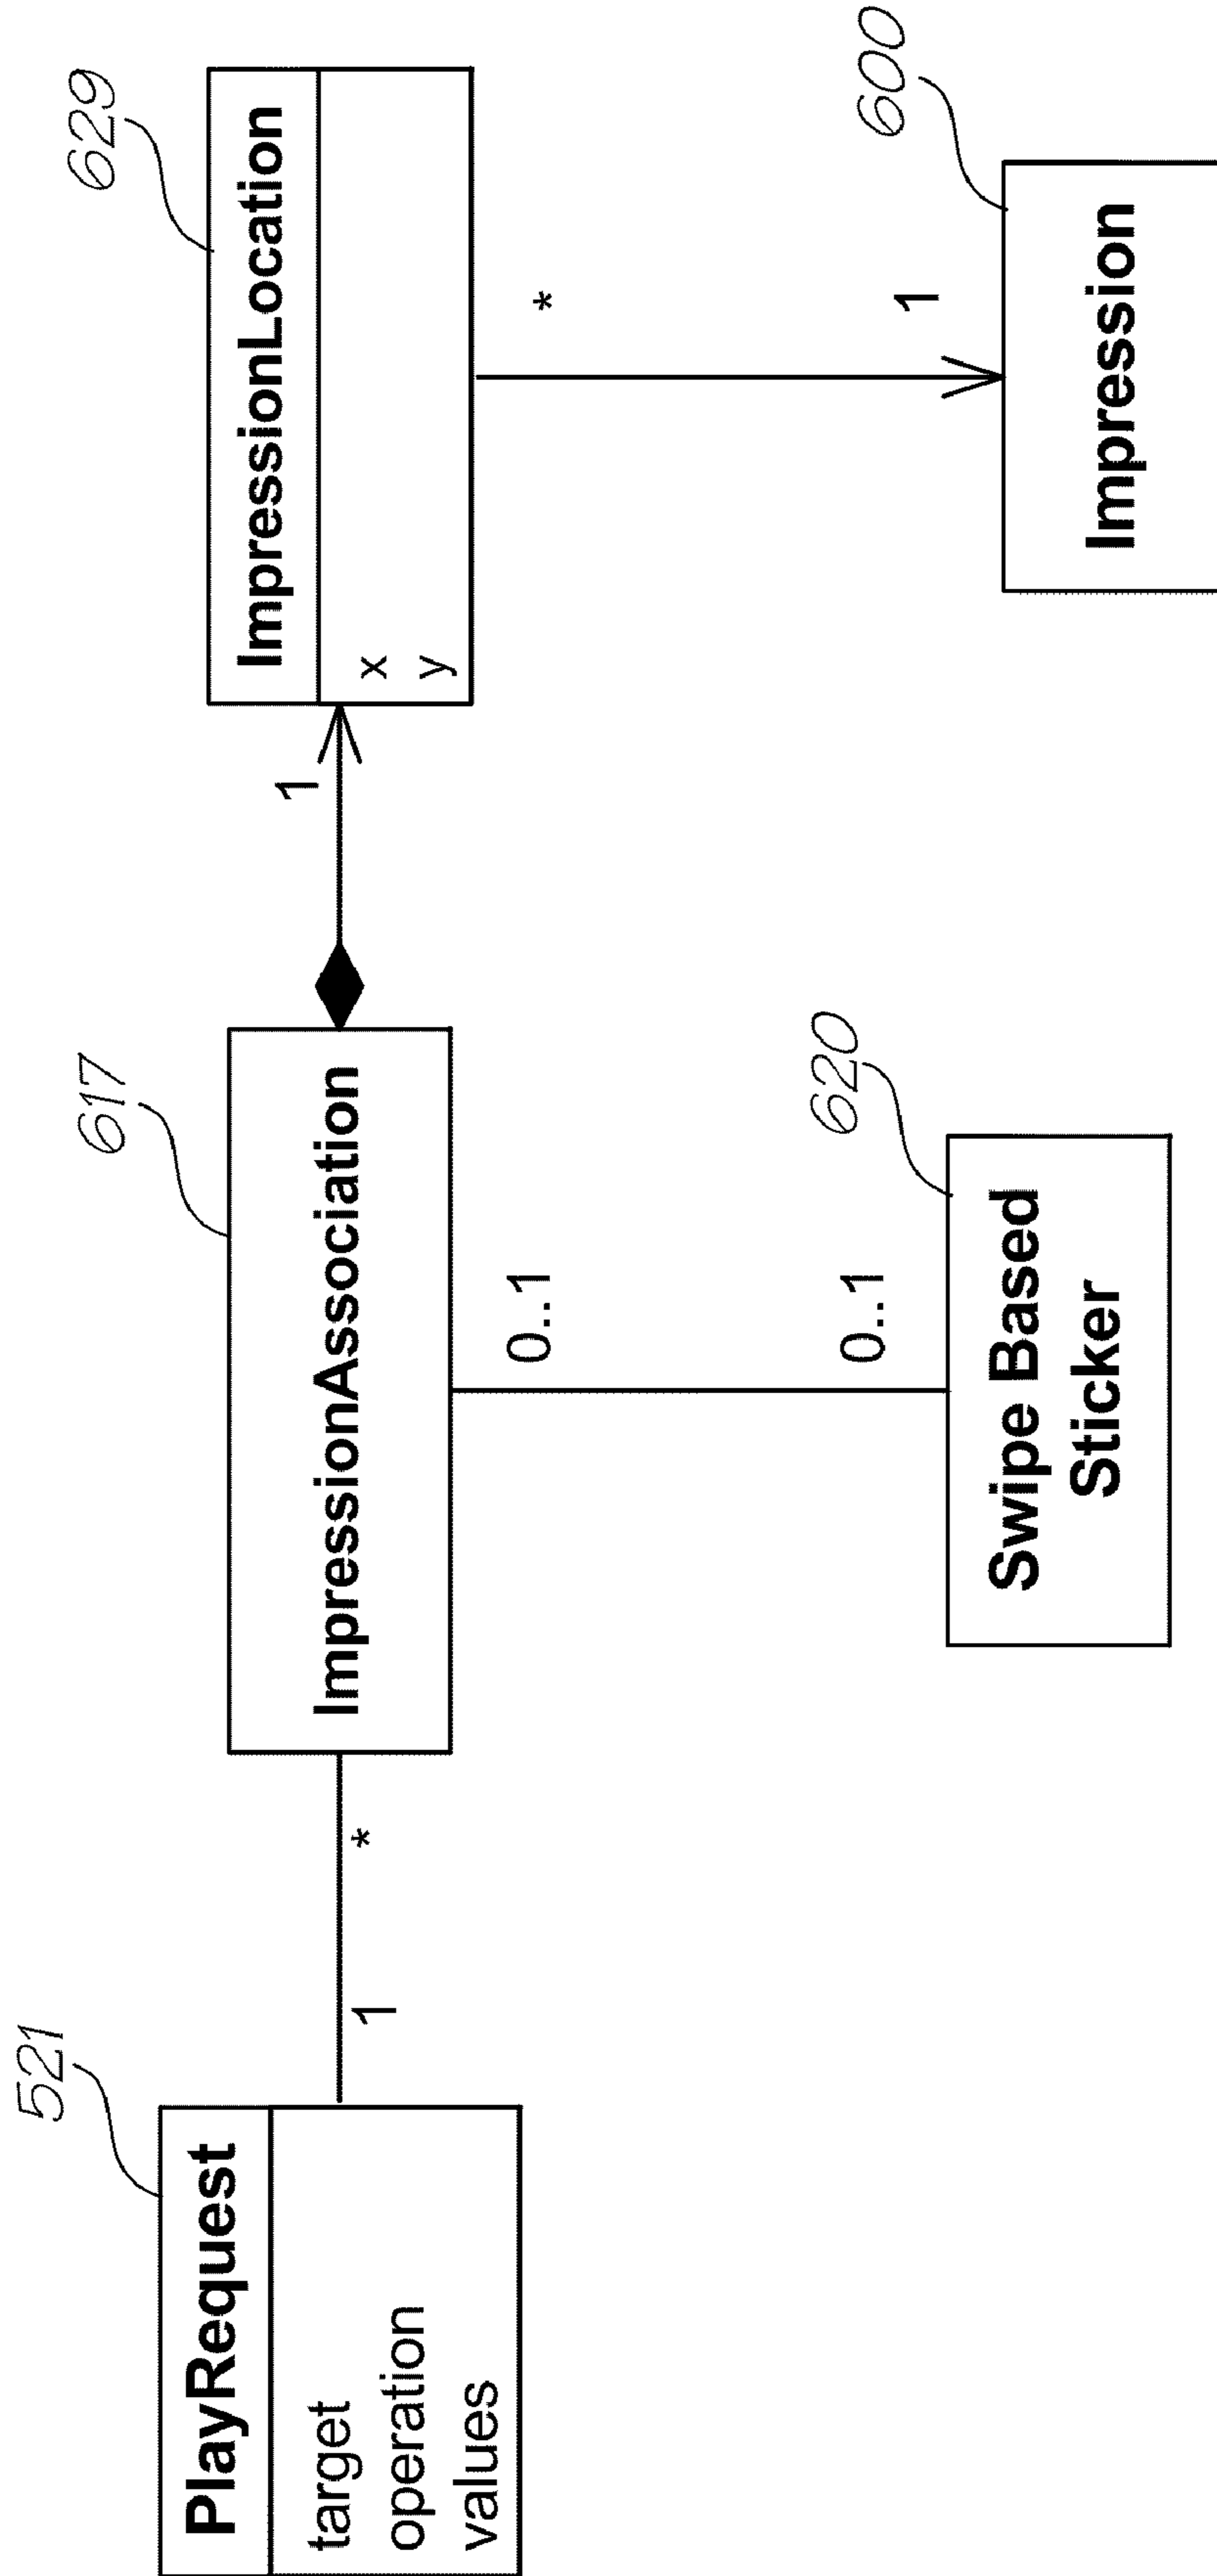 521
PlayRequest
target
operation
values
1
*
617
ImpressionAssociation
0..1
0..1
620
Swipe Based
Sticker
1
629
ImpressionLocation
x
y
*
1
600
Impression